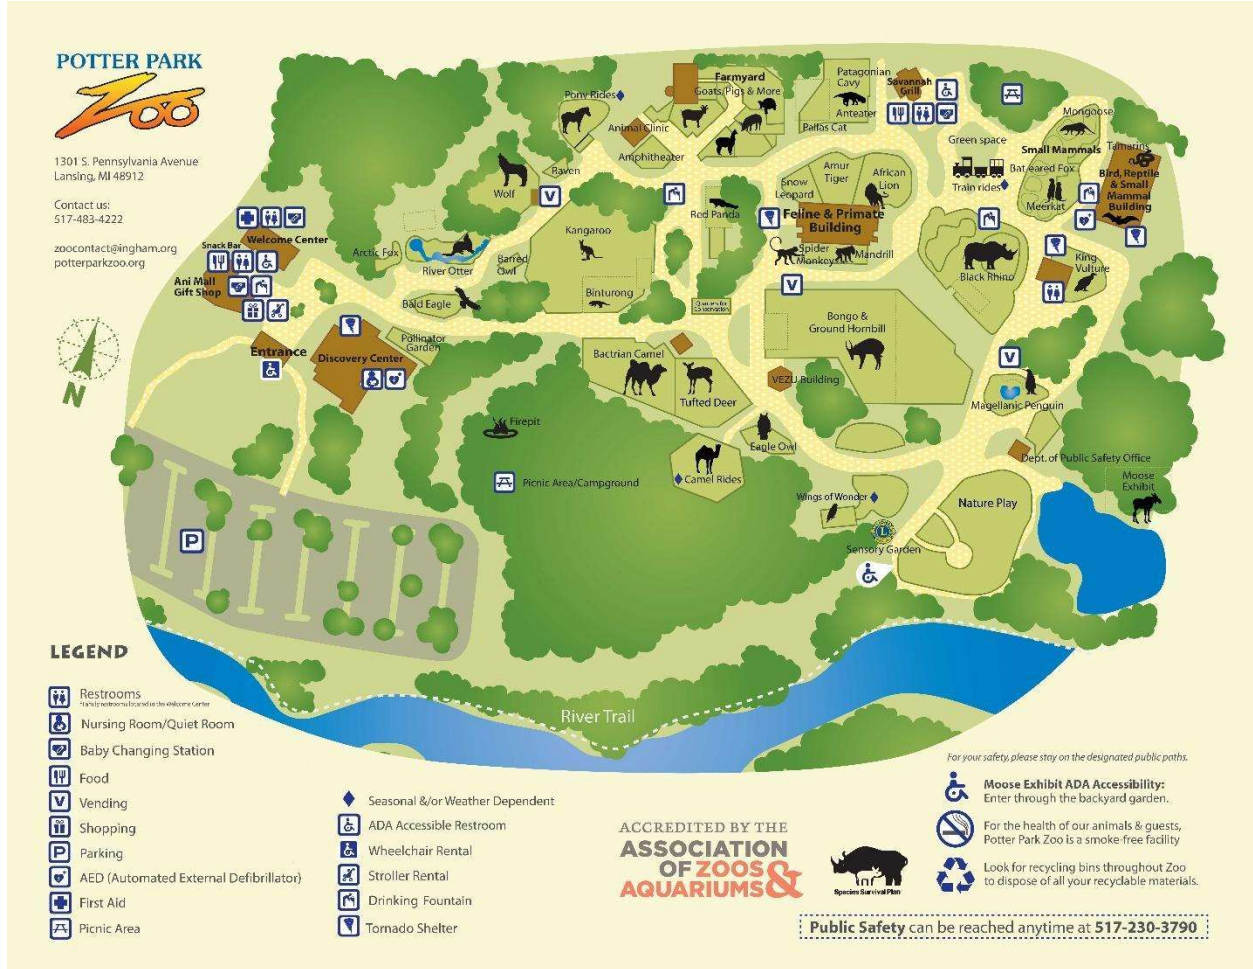 POTTER PARK
ZOO
1301 S. Pennsylvania Avenue
Lansing, MI 48912
Contact us:
517-483-4222
zoocontact@ingham.org
potterparkzoo.org
N
Snack Bar
Welcome Center
Ani Mall
Gift Shop
Entrance
Discovery Center
Pollinator
Garden
Arctic Fox
River Otter
Bald Eagle
Barred
Owl
Wolf
Raven
V
Pony Rides
Animal Clinic
Amphitheater
Farmyard
Goats/Pigs & More
Patagonian
Cavy
Anteater
Pallas Cat
Savannah
Grill
Green space
Train rides
Mongoose
Small Mammals
Bat-eared Fox
Meerkat
Tamarins
Bird, Reptile
& Small
Mammal
Building
Kangaroo
Binturong
Red Panda
Snow
Leopard
Amur
Tiger
African
Lion
Feline & Primate
Building
Spider
Monkey
Mandrill
V
Black Rhino
King
Vulture
Quarters for
Conservation
Bongo &
Ground Hornbill
Bactrian Camel
Tufted Deer
VEZU Building
V
Magellanic Penguin
Eagle Owl
Camel Rides
Firepit
Picnic Area/Campground
Dept. of Public Safety Office
Moose
Exhibit
Wings of Wonder
Nature Play
L
Sensory Garden
P
River Trail
LEGEND
Restrooms
*Family restrooms located in the Welcome Center
Nursing Room/Quiet Room
Baby Changing Station
Food
V Vending
Shopping
P Parking
AED (Automated External Defibrillator)
First Aid
Picnic Area
Seasonal &/or Weather Dependent
ADA Accessible Restroom
Wheelchair Rental
Stroller Rental
Drinking Fountain
Tornado Shelter
ACCREDITED BY THE
ASSOCIATION
OF ZOOS
AQUARIUMS &
Species Survival Plan
For your safety, please stay on the designated public paths.
Moose Exhibit ADA Accessibility:
Enter through the backyard garden.
For the health of our animals & guests,
Potter Park Zoo is a smoke-free facility
Look for recycling bins throughout Zoo
to dispose of all your recyclable materials.
Public Safety can be reached anytime at 517-230-3790